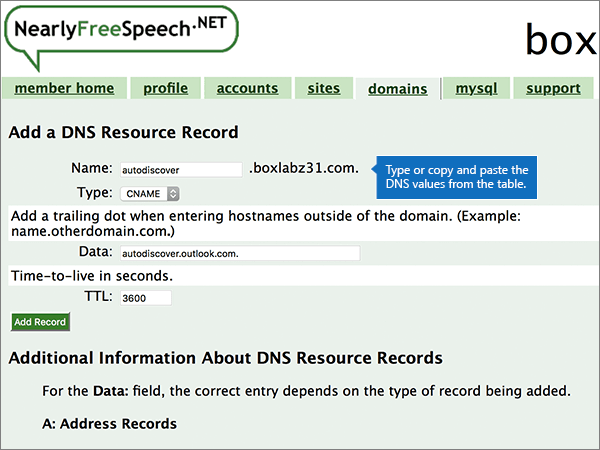 NearlyFreeSpeech.NET
box
member home profile accounts sites domains mysql support
Add a DNS Resource Record
Name: autodiscover .boxlabz31.com.
Type or copy and paste the
DNS values from the table.
Type: CNAME
Add a trailing dot when entering hostnames outside of the domain. (Example:
name.otherdomain.com.)
Data: autodiscover.outlook.com.
Time-to-live in seconds.
TTL: 3600
Add Record
Additional Information About DNS Resource Records
For the Data: field, the correct entry depends on the type of record being added.
A: Address Records